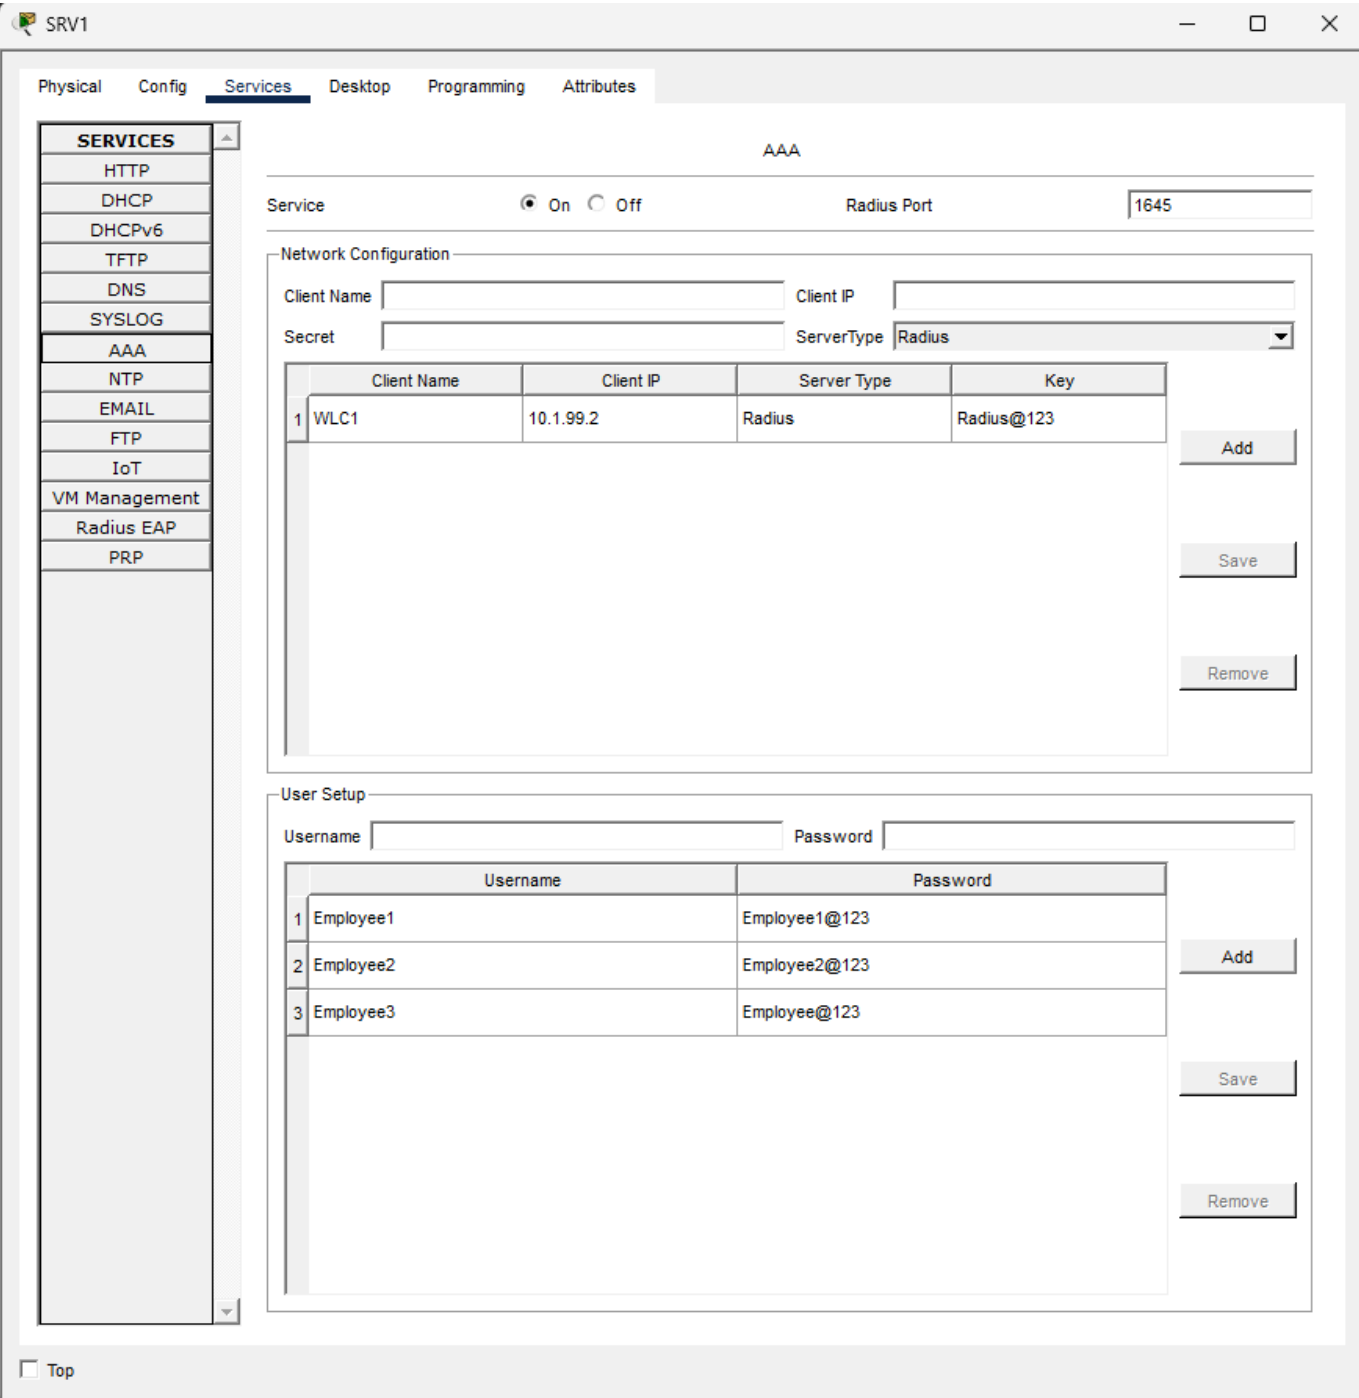 SRV1
Physical Config Services Desktop Programming Attributes
SERVICES
HTTP
DHCP
DHCPv6
TFTP
DNS
SYSLOG
AAA
NTP
EMAIL
FTP
IoT
VM Management
Radius EAP
PRP
AAA
Service On Off Radius Port 1645
Network Configuration
Client Name Client IP
Secret ServerType Radius
Client Name Client IP Server Type Key
1 WLC1 10.1.99.2 Radius Radius@123
Add
Save
Remove
User Setup
Username Password
Username Password
1 Employee1 Employee1@123
2 Employee2 Employee2@123
3 Employee3 Employee@123
Add
Save
Remove
Top